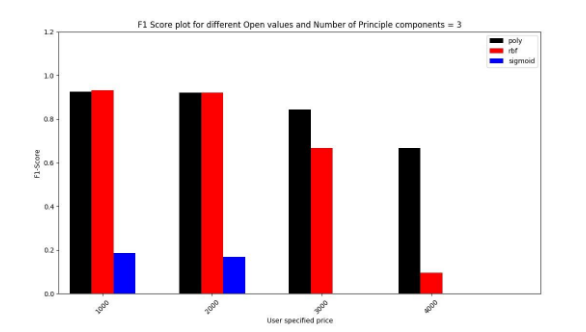 F1 Score plot for different Open values and Number of Principle components = 3
1.2
poly
rbf
sigmoid
1.0
0.8
0.6
0.4
0.2
0.0
F1-Score
1000
2000
3000
4000
User specified price